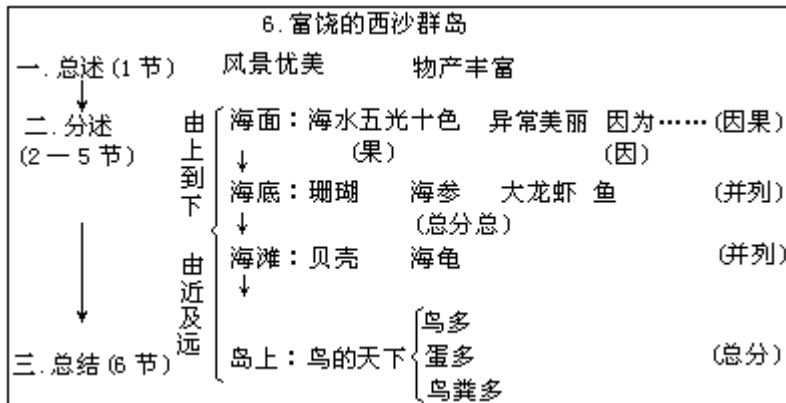 6. 富饶的西沙群岛
一. 总述(1 节) 风景优美 物产丰富
二. 分述 由上到下 海面：海水五光十色 异常美丽 因为…… (因果)
(2 — 5 节) (果) (因)
海底：珊瑚 海参 大龙虾 鱼 (并列)
(总分总)
由近及远 海滩：贝壳 海龟 (并列)
鸟多
三. 总结(6 节) 岛上：鸟的天下 蛋多 (总分)
鸟粪多